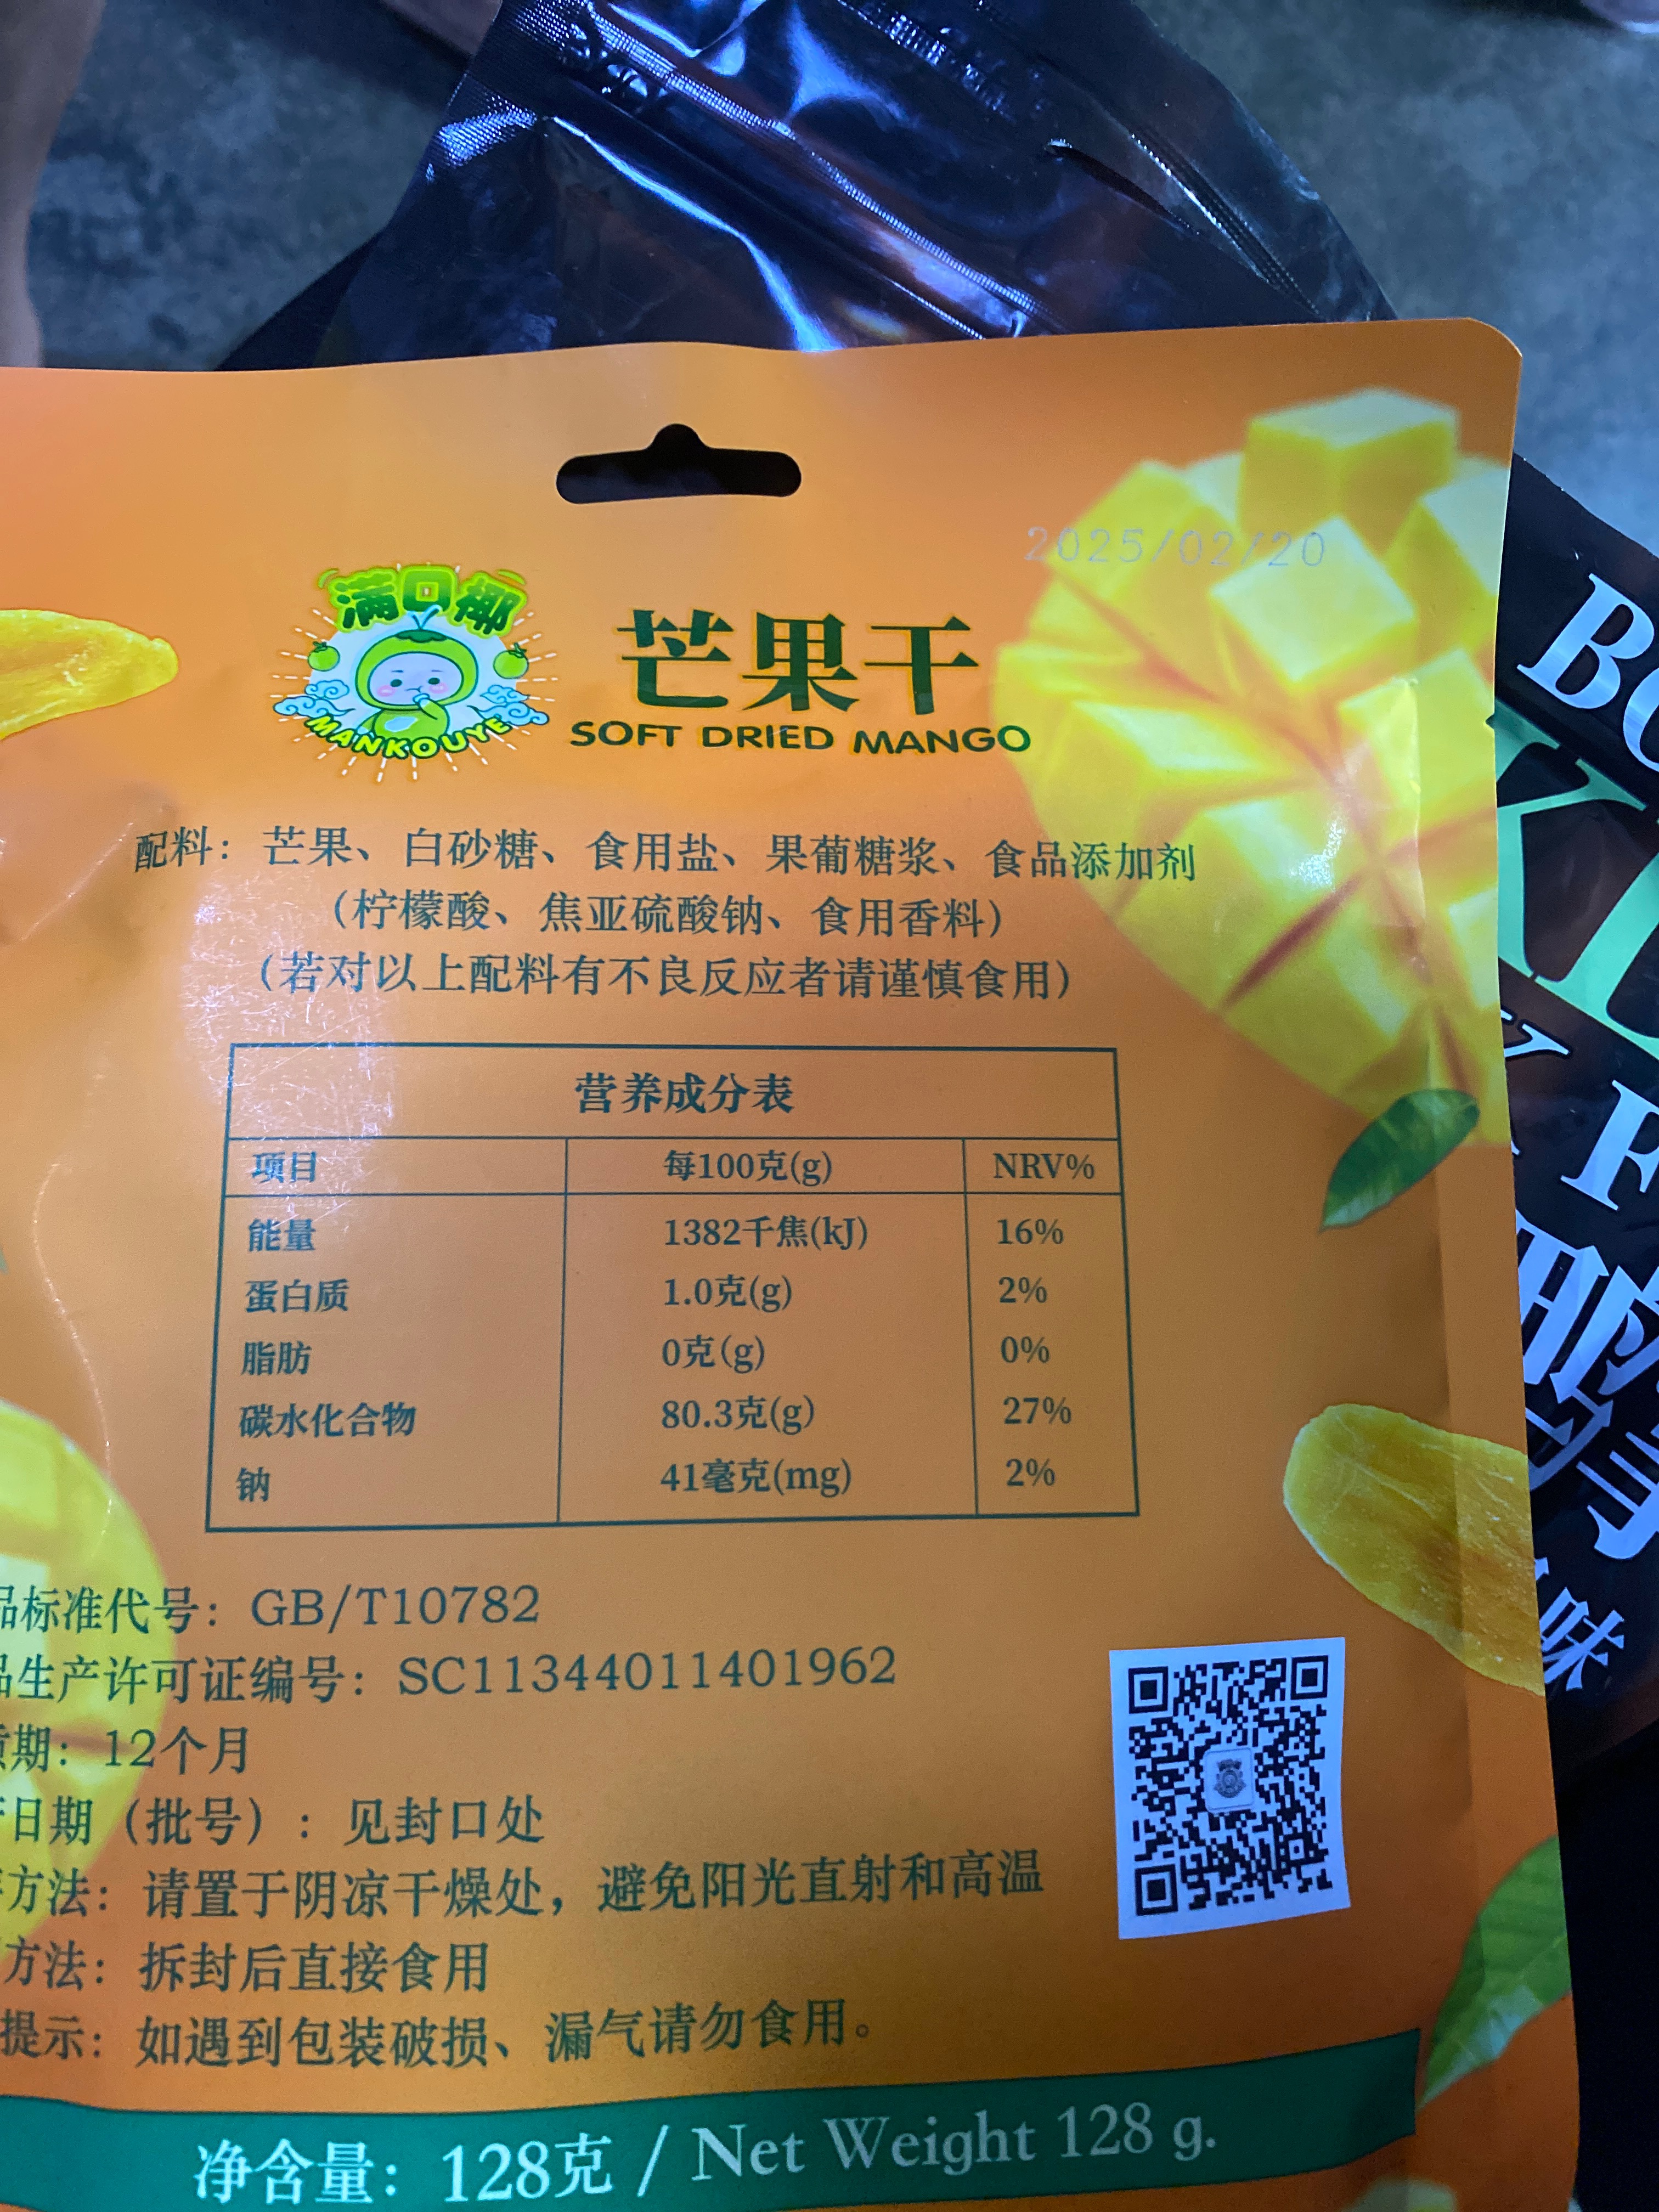 2025/02/20
满口椰
MANKOUYE
芒果干
SOFT DRIED MANGO
配料：芒果、白砂糖、食用盐、果葡糖浆、食品添加剂
（柠檬酸、焦亚硫酸钠、食用香料）
（若对以上配料有不良反应者请谨慎食用）
营养成分表
项目 每100克(g) NRV%
能量 1382千焦(kJ) 16%
蛋白质 1.0克(g) 2%
脂肪 0克(g) 0%
碳水化合物 80.3克(g) 27%
钠 41毫克(mg) 2%
品标准代号：GB/T10782
品生产许可证编号：SC11344011401962
质期：12个月
日期（批号）：见封口处
方法：请置于阴凉干燥处，避免阳光直射和高温
方法：拆封后直接食用
提示：如遇到包装破损、漏气请勿食用。
净含量：128克 / Net Weight 128 g.
味